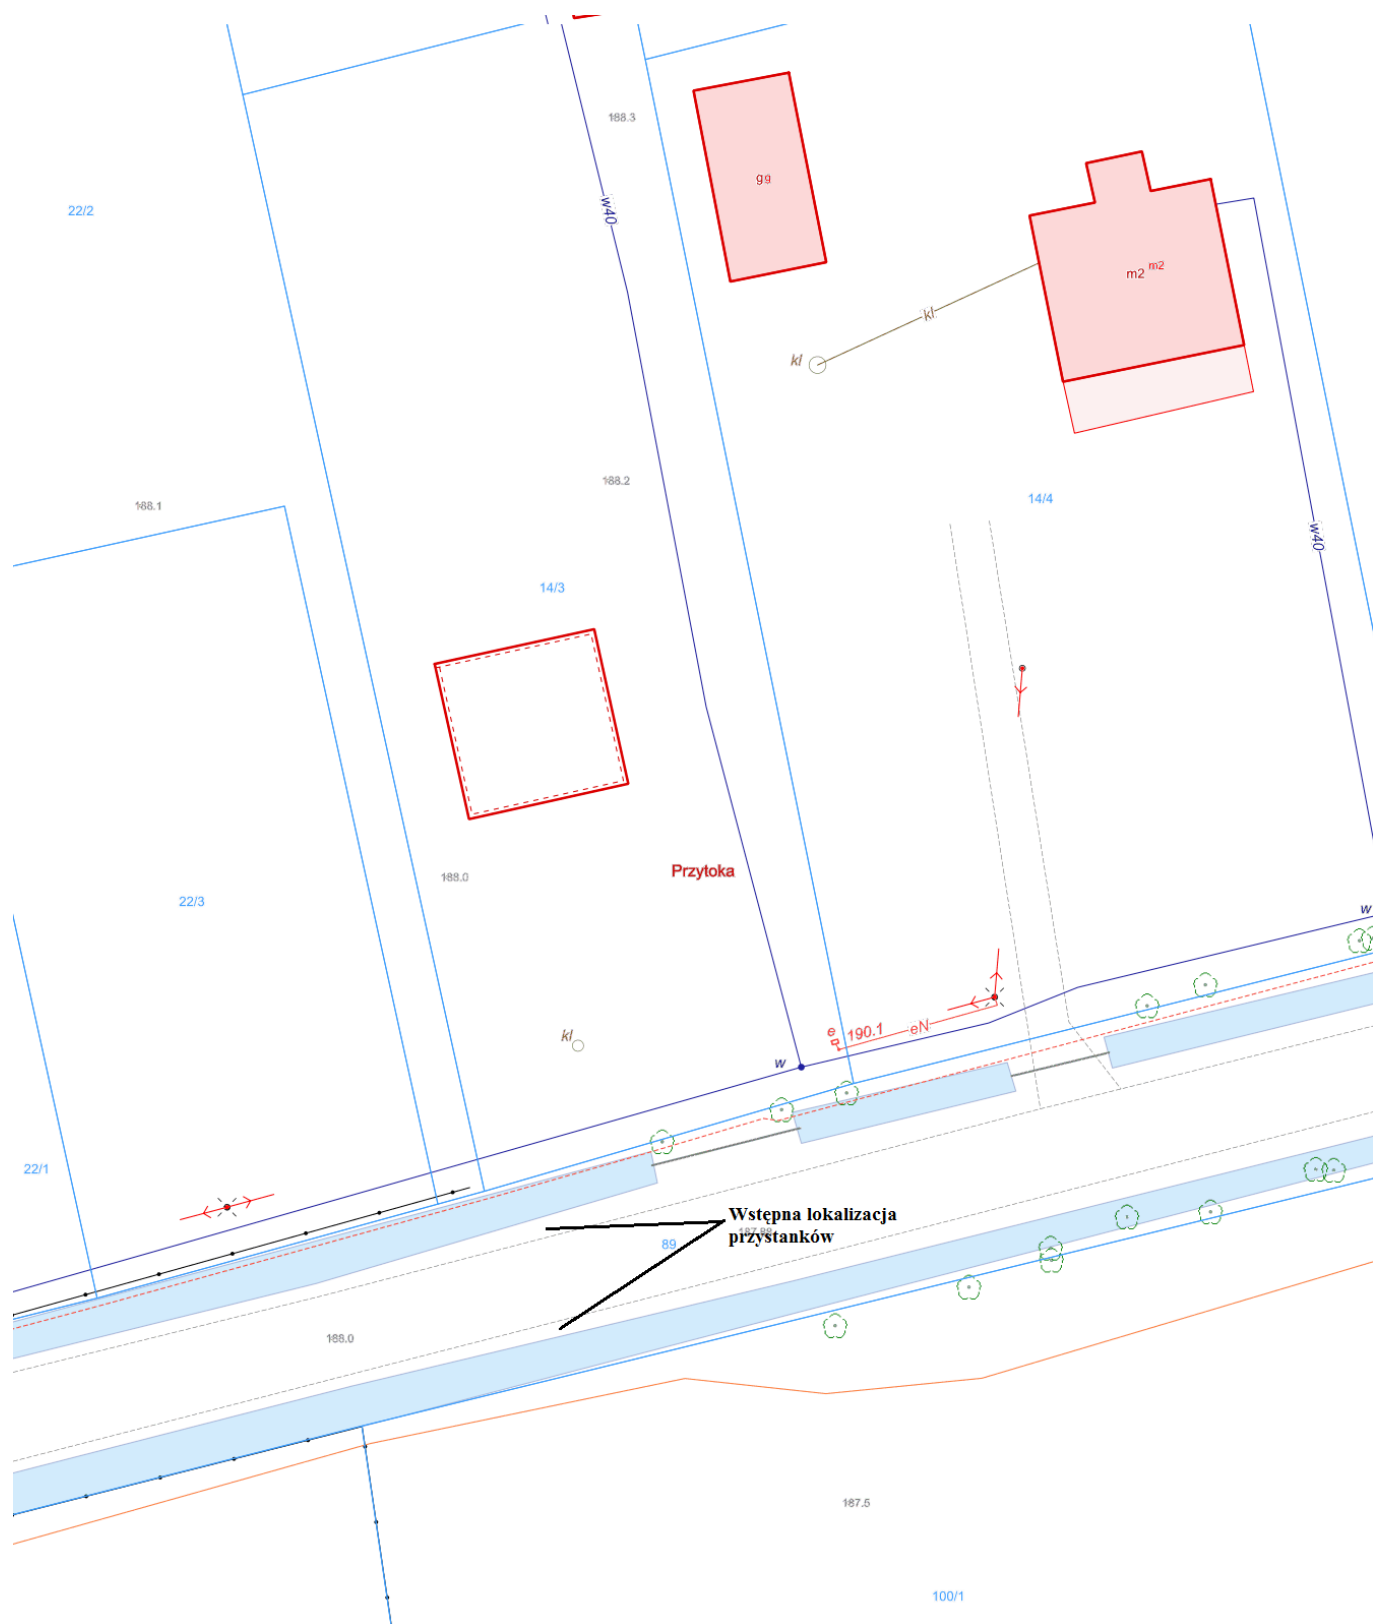 188.3
w40
22/2
gg
m2 m2
kl
kl
188.2
14/4
188.1
w40
14/3
Przytoka
188.0
22/3
w
e 190.1 eN
kl
w
22/1
Wstępna lokalizacja
przystanków
89
188.0
187.5
100/1